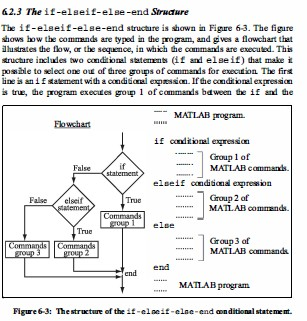 6.2.3 The if-elseif-else-end Structure
The if-elseif-else-end structure is shown in Figure 6-3. The figure
shows how the commands are typed in the program, and gives a flowchart that
illustrates the flow, or the sequence, in which the commands are executed. This
structure includes two conditional statements (if and elseif) that make it
possible to select one out of three groups of commands for execution. The first
line is an if statement with a conditional expression. If the conditional expression
is true, the program executes group 1 of commands between the if and the
Flowchart
False
if
statement
True
False
elseif
statement
True
Commands
group 1
Commands
group 3
Commands
group 2
end
......
......
MATLAB program.
if conditional expression
........
........
........
Group 1 of
MATLAB commands.
elseif conditional expression
........
........
........
Group 2 of
MATLAB commands.
else
........
........
........
Group 3 of
MATLAB commands.
end
......
......
MATLAB program.
Figure 6-3: The structure of the if-elseif-else-end conditional statement.